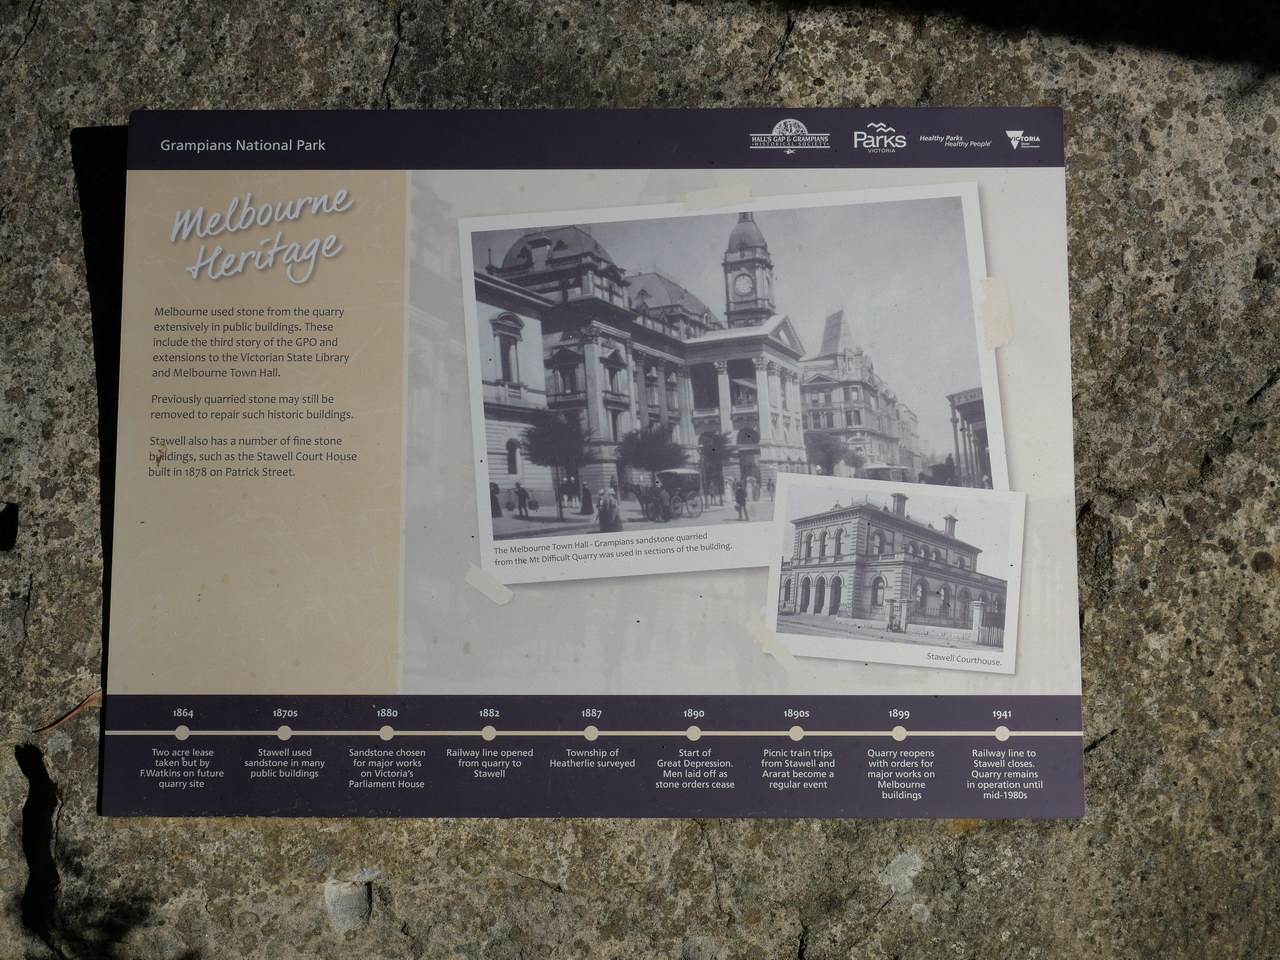 Grampians National Park
HALL'S GAP & GRAMPIANS
HISTORICAL SOCIETY
Parks
VICTORIA
Healthy Parks
Healthy People
VICTORIA
State
Government
Melbourne
Heritage
Melbourne used stone from the quarry
extensively in public buildings. These
include the third story of the GPO and
extensions to the Victorian State Library
and Melbourne Town Hall.
Previously quarried stone may still be
removed to repair such historic buildings.
Stawell also has a number of fine stone
buildings, such as the Stawell Court House
built in 1878 on Patrick Street.
The Melbourne Town Hall - Grampians sandstone quarried
from the Mt Difficult Quarry was used in sections of the building.
Stawell Courthouse.
1864
Two acre lease
taken out by
F.Watkins on future
quarry site
1870s
Stawell used
sandstone in many
public buildings
1880
Sandstone chosen
for major works
on Victoria's
Parliament House
1882
Railway line opened
from quarry to
Stawell
1887
Township of
Heatherlie surveyed
1890
Start of
Great Depression.
Men laid off as
stone orders cease
1890s
Picnic train trips
from Stawell and
Ararat become a
regular event
1899
Quarry reopens
with orders for
major works on
Melbourne
buildings
1941
Railway line to
Stawell closes.
Quarry remains
in operation until
mid-1980s